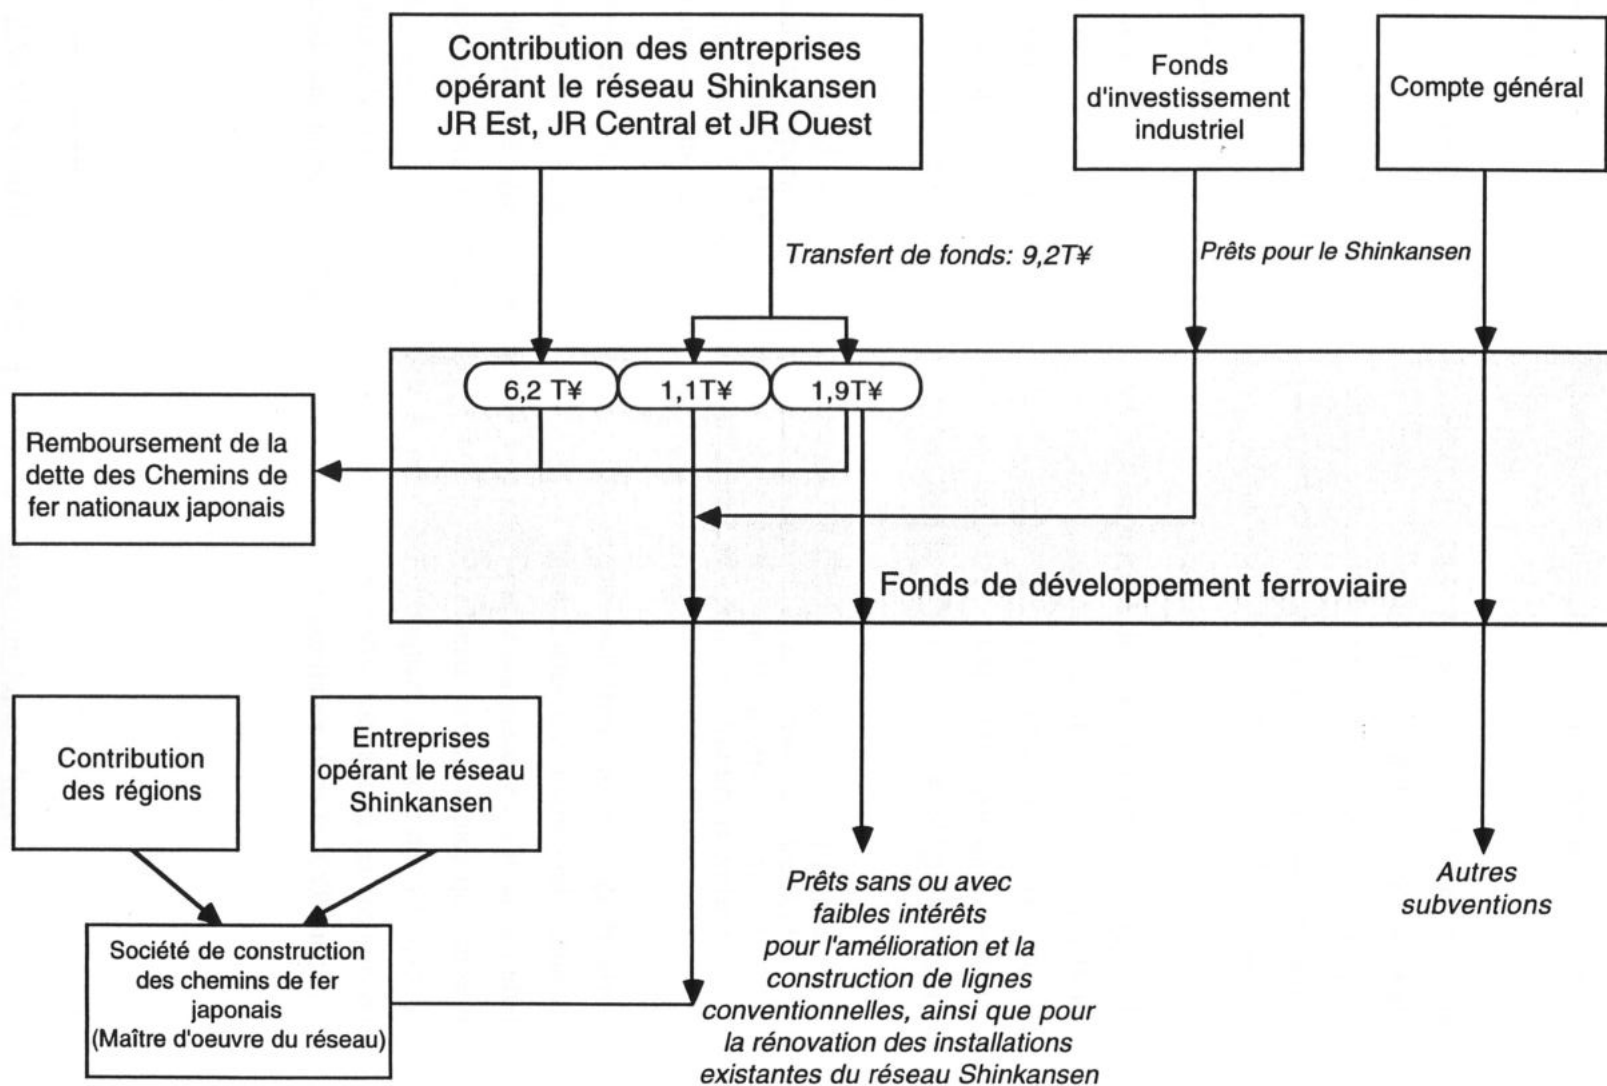 Contribution des entreprises
opérant le réseau Shinkansen
JR Est, JR Central et JR Ouest
Fonds
d'investissement
industriel
Compte général
Transfert de fonds: 9,2T¥
Prêts pour le Shinkansen
6,2 T¥
1,1T¥
1,9T¥
Remboursement de la
dette des Chemins de
fer nationaux japonais
Fonds de développement ferroviaire
Contribution
des régions
Entreprises
opérant le réseau
Shinkansen
Société de construction
des chemins de fer
japonais
(Maître d'oeuvre du réseau)
Prêts sans ou avec
faibles intérêts
pour l'amélioration et la
construction de lignes
conventionnelles, ainsi que pour
la rénovation des installations
existantes du réseau Shinkansen
Autres
subventions